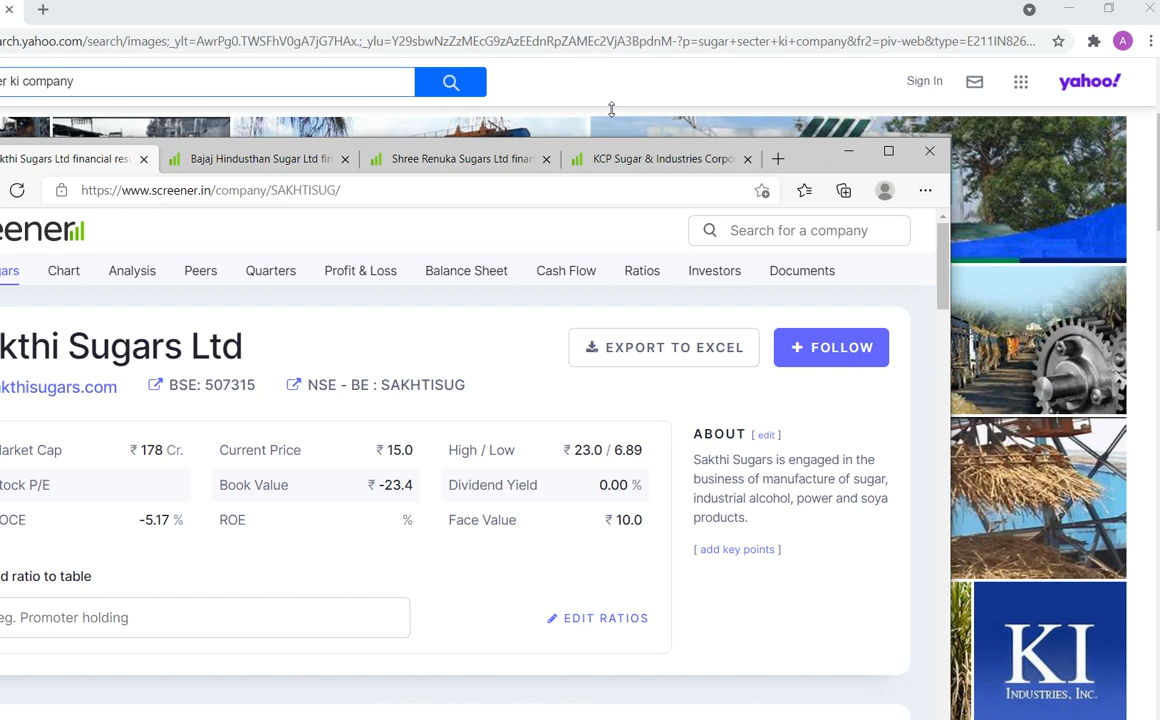 arch.yahoo.com/search/images;_ylt=AwrPg0.TWSFhV0gA7jG7HAx.;_ylu=Y29sbwNzZzMEcG9zAzEEdnRpZAMEc2VjA3BpdnM-?p=sugar+secter+ki+company&fr2=piv-web&type=E211IN826...
A
er ki company
Sign In
yahoo!
kthi Sugars Ltd financial resu
Bajaj Hindusthan Sugar Ltd fin
Shree Renuka Sugars Ltd finan
KCP Sugar & Industries Corpo
https://www.screener.in/company/SAKHTISUG/
eener
Search for a company
gars
Chart
Analysis
Peers
Quarters
Profit & Loss
Balance Sheet
Cash Flow
Ratios
Investors
Documents
kthi Sugars Ltd
EXPORT TO EXCEL
+ FOLLOW
kthisugars.com
BSE: 507315
NSE - BE : SAKHTISUG
Market Cap ₹ 178 Cr.
Current Price ₹ 15.0
High / Low ₹ 23.0 / 6.89
tock P/E
Book Value ₹ -23.4
Dividend Yield 0.00 %
OCE -5.17 %
ROE %
Face Value ₹ 10.0
ABOUT [ edit ]
Sakthi Sugars is engaged in the
business of manufacture of sugar,
industrial alcohol, power and soya
products.
[ add key points ]
d ratio to table
eg. Promoter holding
EDIT RATIOS
KI
INDUSTRIES, INC.